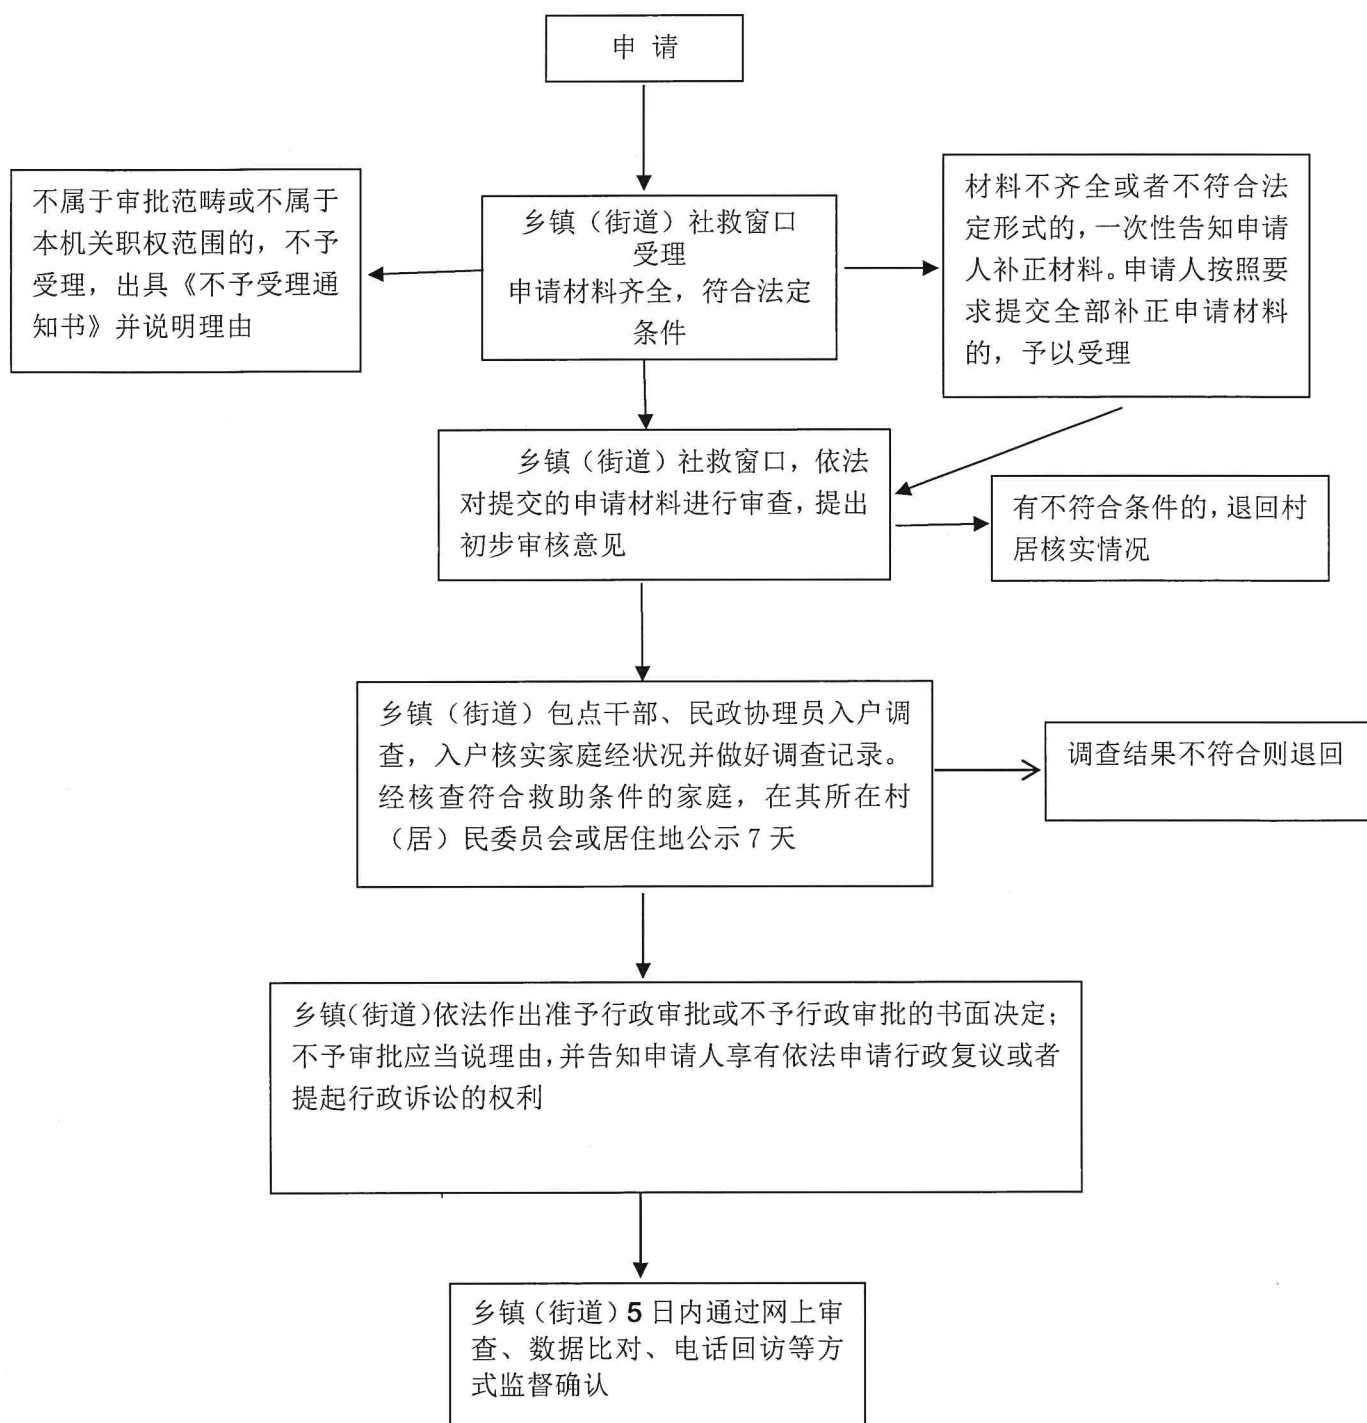 申 请
不属于审批范畴或不属于
本机关职权范围的，不予
受理，出具《不予受理通
知书》并说明理由
乡镇（街道）社救窗口
受理
申请材料齐全，符合法定
条件
材料不齐全或者不符合法
定形式的，一次性告知申请
人补正材料。申请人按照要
求提交全部补正申请材料
的，予以受理
乡镇（街道）社救窗口，依法
对提交的申请材料进行审查，提出
初步审核意见
有不符合条件的，退回村
居核实情况
乡镇（街道）包点干部、民政协理员入户调
查，入户核实家庭经状况并做好调查记录。
经核查符合救助条件的家庭，在其所在村
（居）民委员会或居住地公示 7 天
调查结果不符合则退回
乡镇（街道）依法作出准予行政审批或不予行政审批的书面决定；
不予审批应当说理由，并告知申请人享有依法申请行政复议或者
提起行政诉讼的权利
乡镇（街道）5 日内通过网上审
查、数据比对、电话回访等方
式监督确认